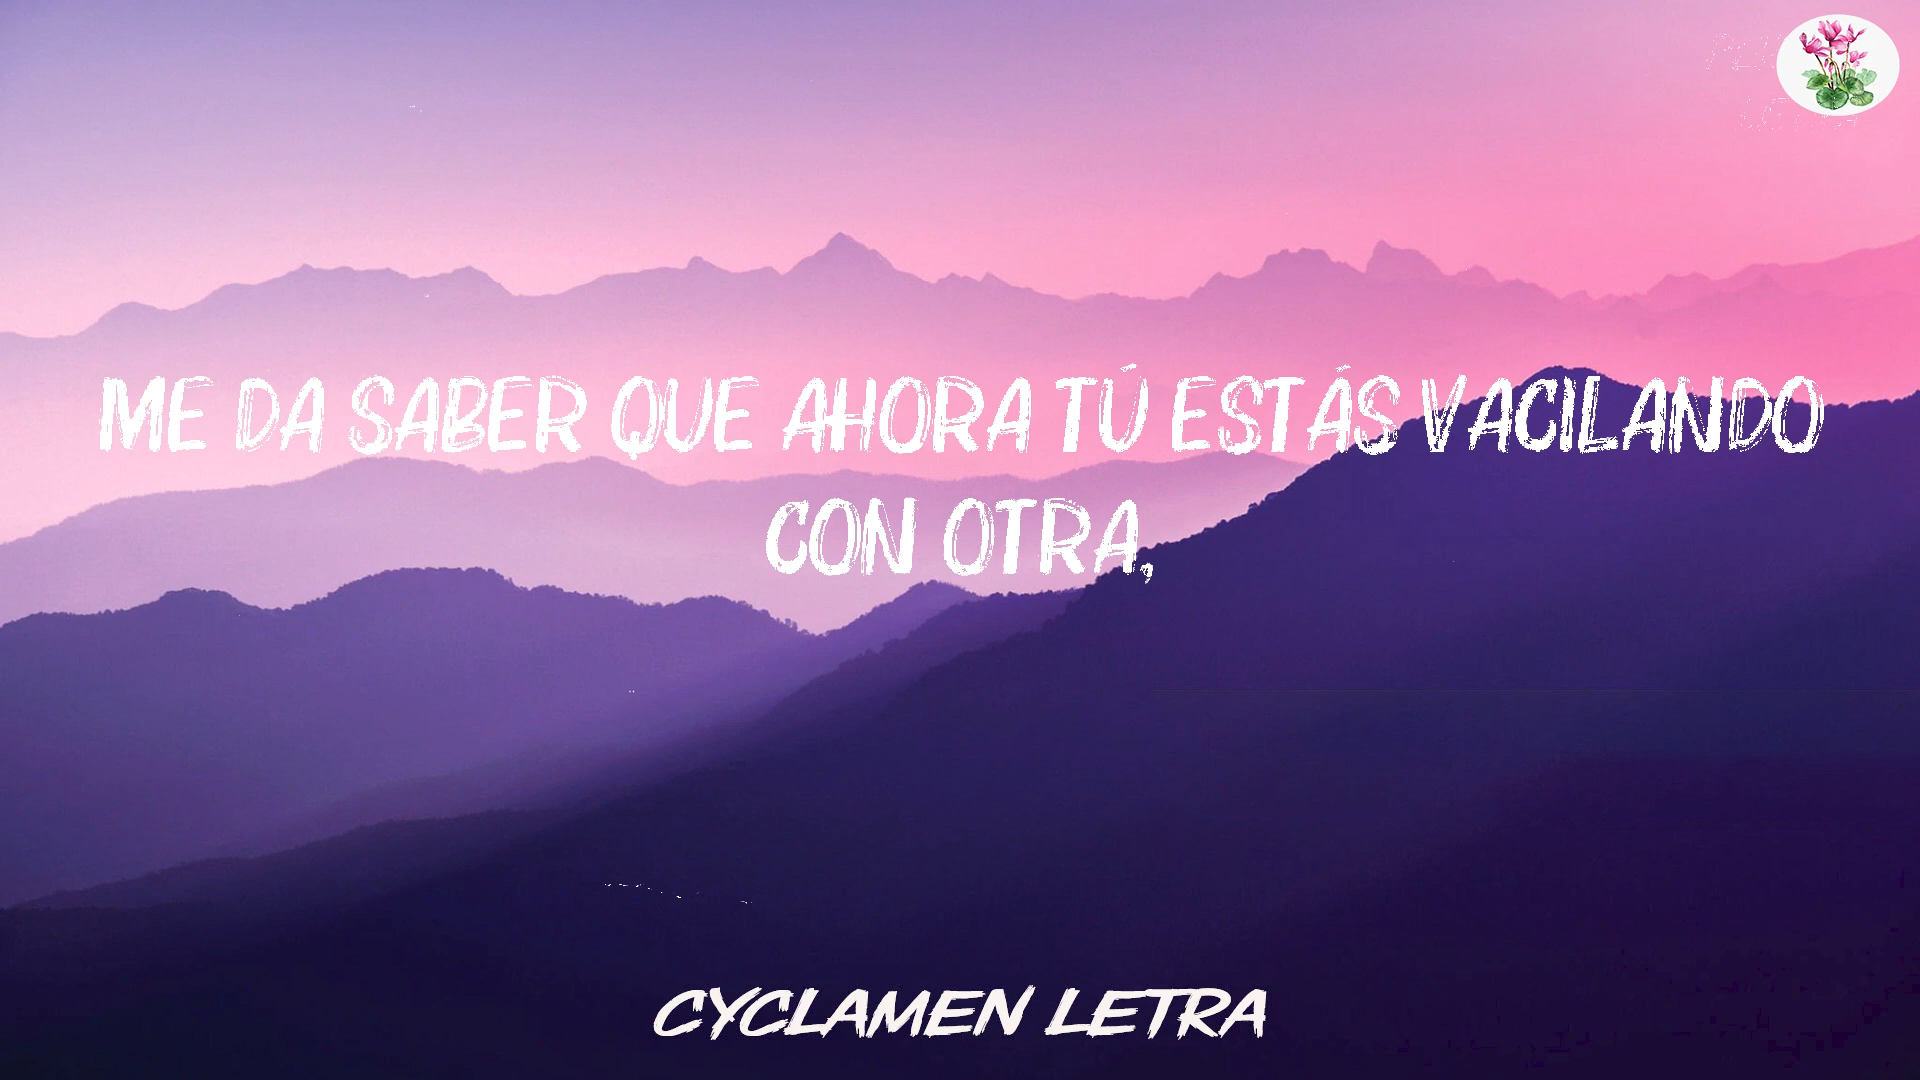 ME DA SABER QUE AHORA TÚ ESTÁS VACILANDO
CON OTRA,
CYCLAMEN LETRA